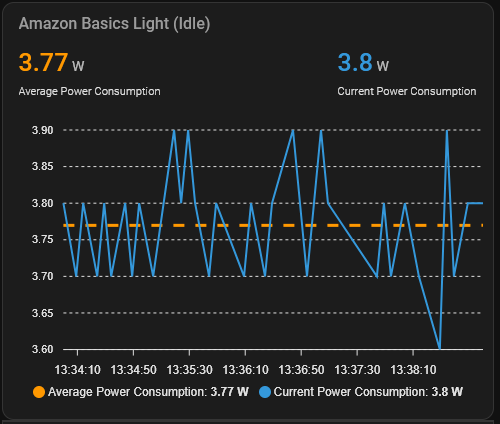 Amazon Basics Light (Idle)
3.77 W
3.8 W
Average Power Consumption
Current Power Consumption
3.90
3.85
3.80
3.75
3.70
3.65
3.60
13:34:10 13:34:50 13:35:30 13:36:10 13:36:50 13:37:30 13:38:10
Average Power Consumption: 3.77 W Current Power Consumption: 3.8 W